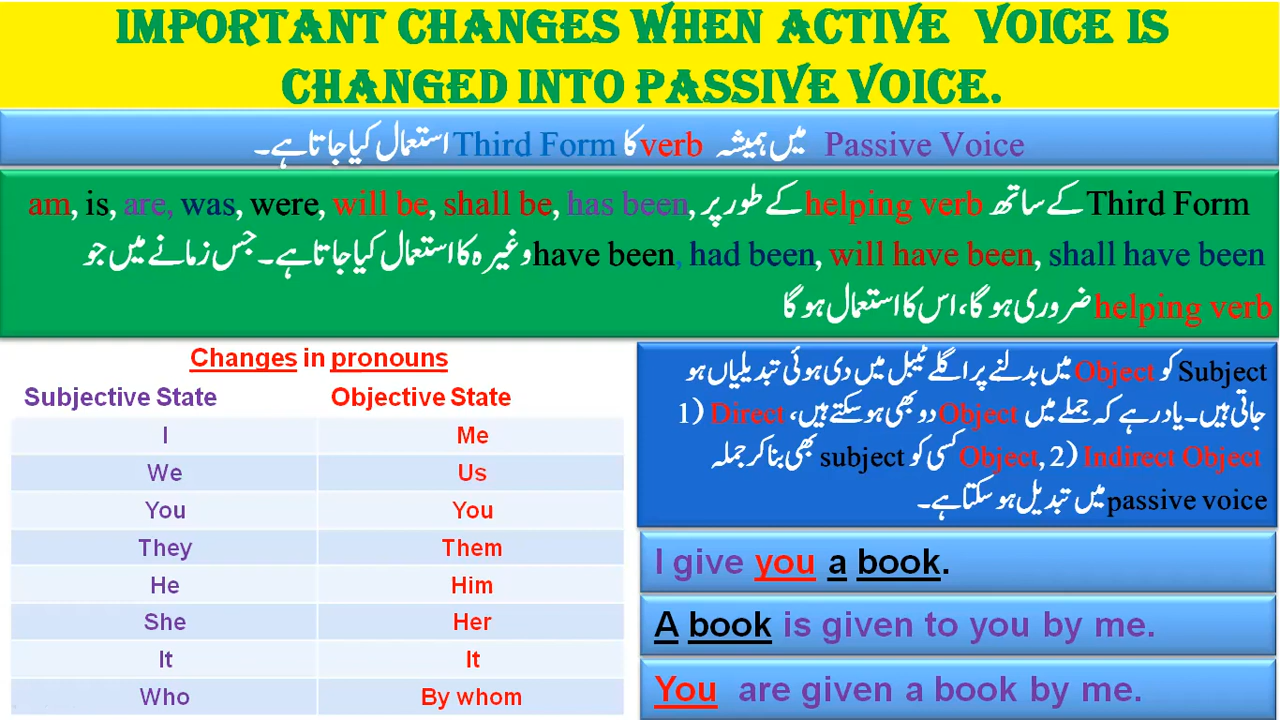 IMPORTANT CHANGES WHEN ACTIVE VOICE IS
CHANGED INTO PASSIVE VOICE.
Passive Voice میں ہمیشہ verb کا Third Form استعمال کیا جاتا ہے۔
Third Form کے ساتھ helping verb کے طور پر am, is, are, was, were, will be, shall be, has been,
have been, had been, will have been, shall have been وغیرہ کا استعمال کیا جاتا ہے۔ جس زمانے میں جو
helping verb ضروری ہو گا، اس کا استعمال ہو گا
Changes in pronouns
Subjective State Objective State
I Me
We Us
You You
They Them
He Him
She Her
It It
Who By whom
Subject کو Object میں بدلنے پر اگلے ٹیبل میں دی ہوئی تبدیلیاں ہو
جاتی ہیں۔ یاد رہے کہ جملے میں Object دو بھی ہو سکتے ہیں، 1) Direct
Object, 2) Indirect Object کسی کو subject بھی بنا کر جملہ
passive voice میں تبدیل ہو سکتا ہے۔
I give you a book.
A book is given to you by me.
You are given a book by me.